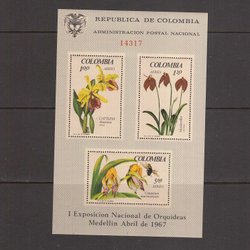 REPUBLICA DE COLOMBIA
ADMINISTRACION POSTAL NACIONAL
14317
COLOMBIA
1.00
AEREO
COLOMBIA
1.20
AEREO
COLOMBIA
5.00
AEREO
I Exposicion Nacional de Orquideas
Medellin Abril de 1967